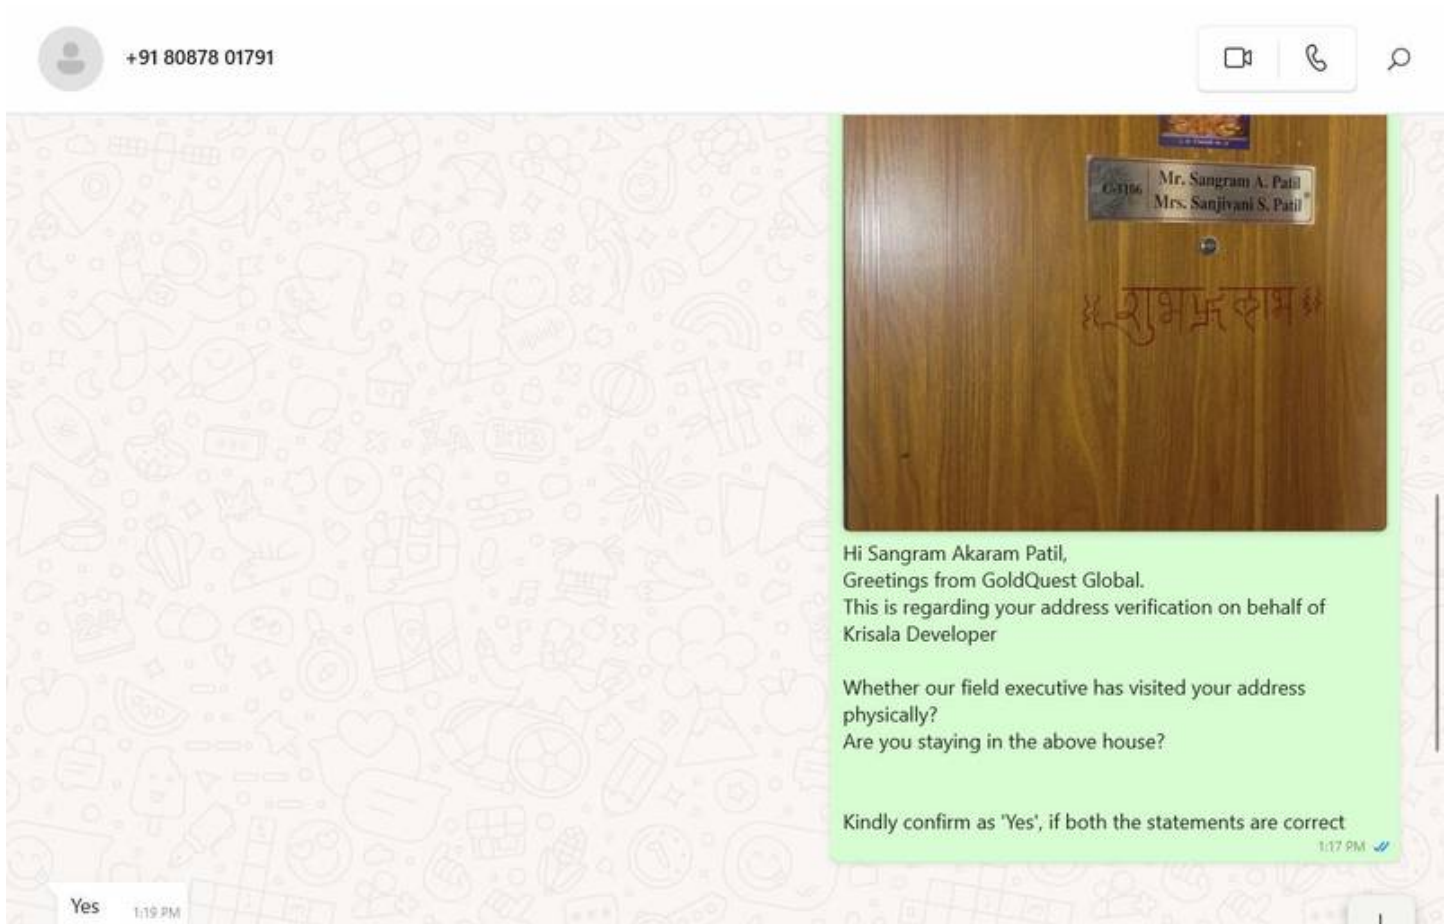 +91 80878 01791
C-1106
Mr. Sangram A. Patil
Mrs. Sanjivani S. Patil
शुभ 卐 लाभ
Hi Sangram Akaram Patil,
Greetings from GoldQuest Global.
This is regarding your address verification on behalf of
Krisala Developer
Whether our field executive has visited your address
physically?
Are you staying in the above house?
Kindly confirm as 'Yes', if both the statements are correct
1:17 PM
Yes
1:19 PM